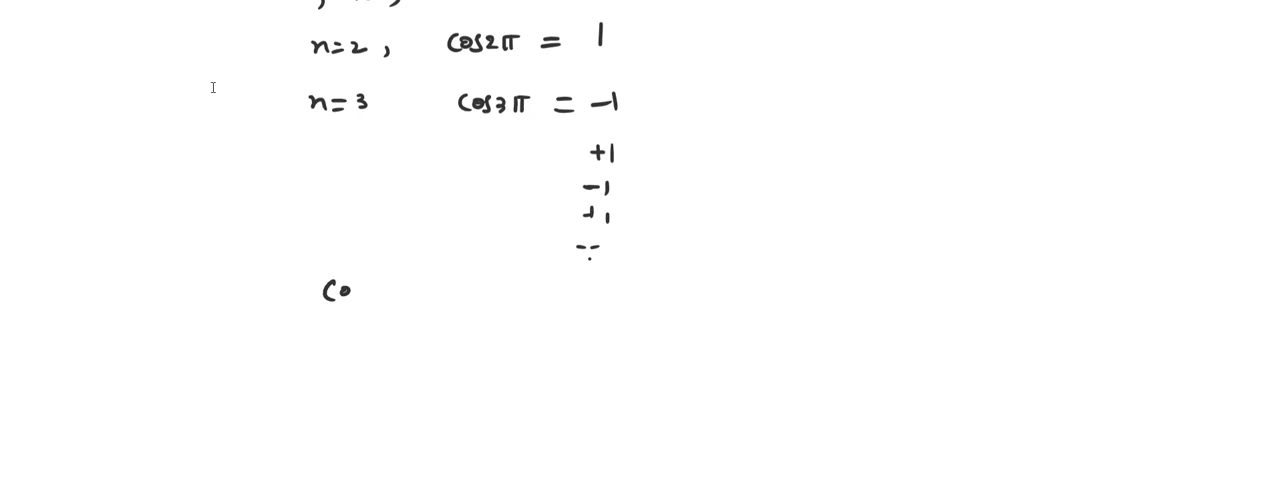 n=2, cos2π = 1
n=3 cos3π = -1
+1
-1
+1
Co